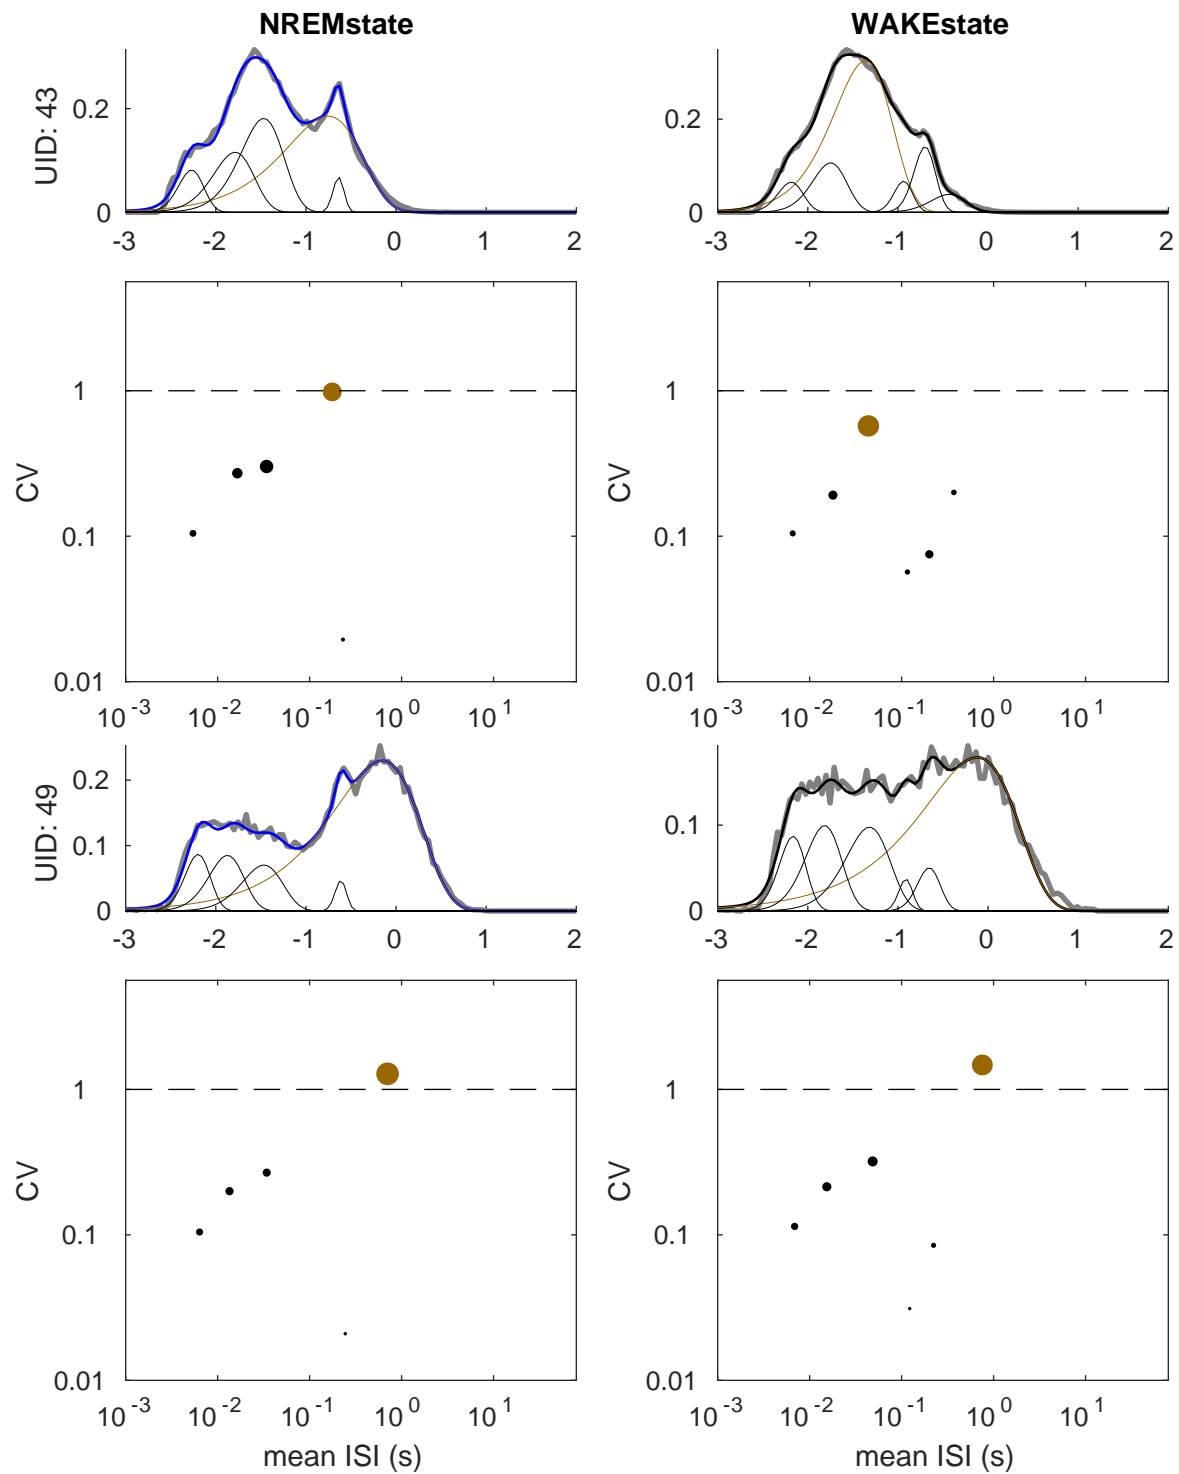 NREMstate WAKEstate
UID: 43
0.2 0.2
0 0
-3 -2 -1 0 1 2 -3 -2 -1 0 1 2
CV CV
1 1
0.1 0.1
0.01 0.01
10^-3 10^-2 10^-1 10^0 10^1 10^-3 10^-2 10^-1 10^0 10^1
UID: 49
0.2
0.1 0.1
0 0
-3 -2 -1 0 1 2 -3 -2 -1 0 1 2
CV CV
1 1
0.1 0.1
0.01 0.01
10^-3 10^-2 10^-1 10^0 10^1 10^-3 10^-2 10^-1 10^0 10^1
mean ISI (s) mean ISI (s)